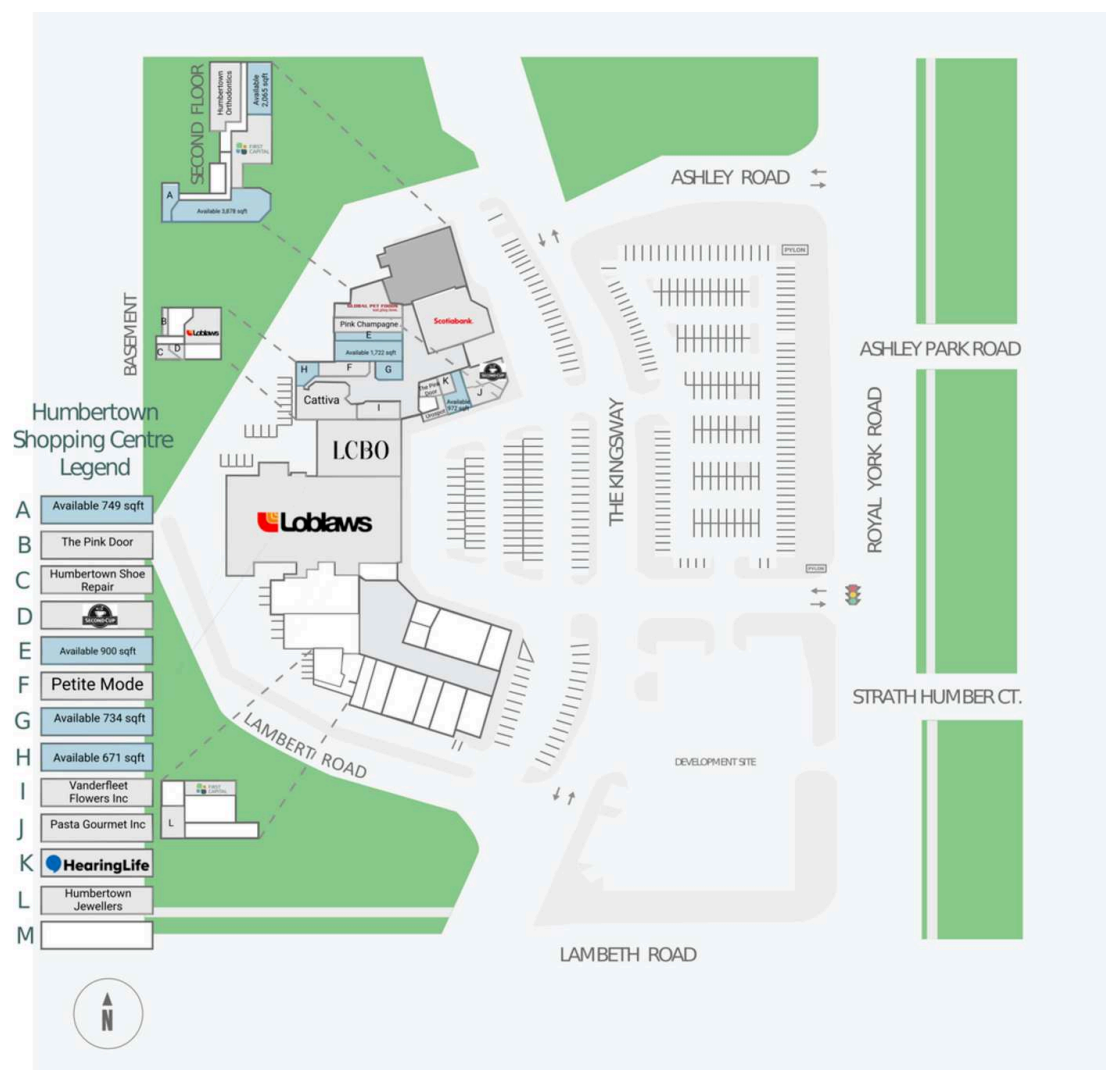 SECOND FLOOR
Humbertown
Orthodontics
Available
2,065 sqft
FIRST
CAPITAL
A
Available 3,878 sqft
ASHLEY ROAD
PYLON
BASEMENT
B
Loblaws
C
D
GLOBAL PET FOODS
Pink Champagne
E
Available 1,722 sqft
Scotiabank
H
F
G
Cattiva
I
The Pink
Door
K
Available
972 sqft
J
SECOND CUP
LCBO
Loblaws
THE KINGSWAY
ASHLEY PARK ROAD
ROYAL YORK ROAD
PYLON
STRATH HUMBER CT.
LAMBERT ROAD
DEVELOPMENT SITE
FIRST
CAPITAL
L
LAMBETH ROAD
Humbertown
Shopping Centre
Legend
A Available 749 sqft
B The Pink Door
C Humbertown Shoe
Repair
D SECOND CUP
E Available 900 sqft
F Petite Mode
G Available 734 sqft
H Available 671 sqft
I Vanderfleet
Flowers Inc
J Pasta Gourmet Inc
K HearingLife
L Humbertown
Jewellers
M
N